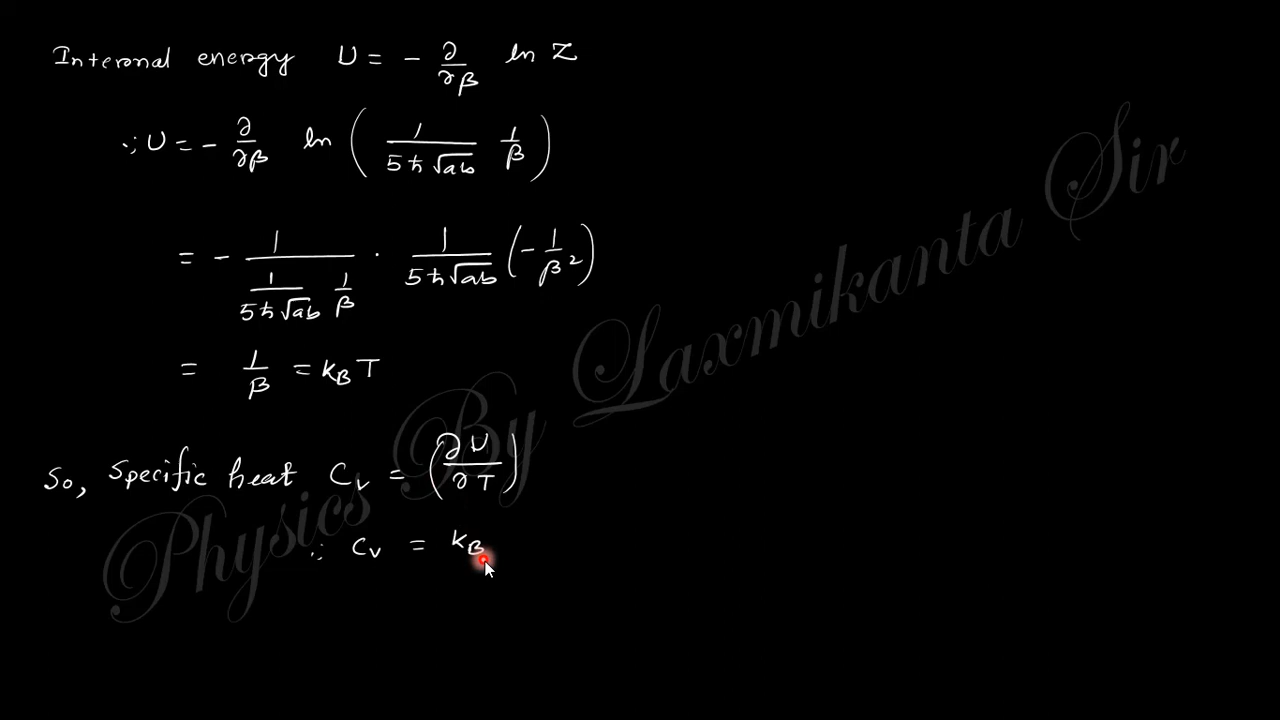 Internal energy U = - ∂/∂β ln Z
∴ U = - ∂/∂β ln ( 1/(5ħ√ab) 1/β )
= - 1/( 1/(5ħ√ab) 1/β ) · 1/(5ħ√ab) ( - 1/β² )
= 1/β = k_B T
So, Specific heat C_v = ( ∂U/∂T )
∴ C_v = k_B
Physics By Laxmikanta Sir